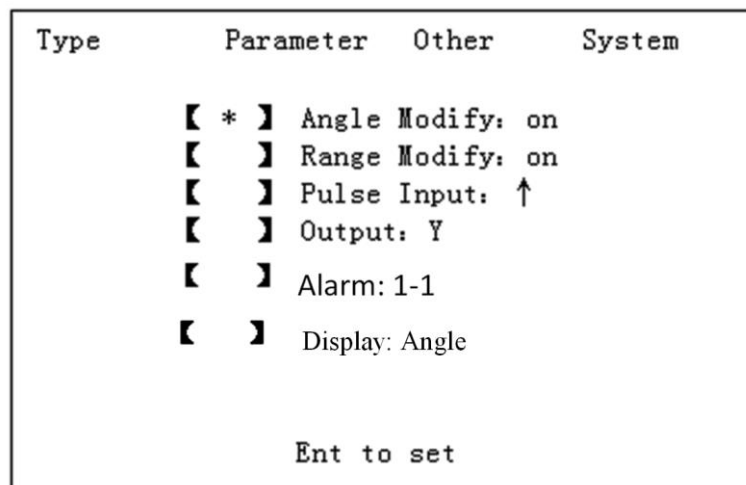 Type Parameter Other System
【 * 】 Angle Modify: on
【 】 Range Modify: on
【 】 Pulse Input: ↑
【 】 Output: Y
【 】 Alarm: 1-1
【 】 Display: Angle
Ent to set